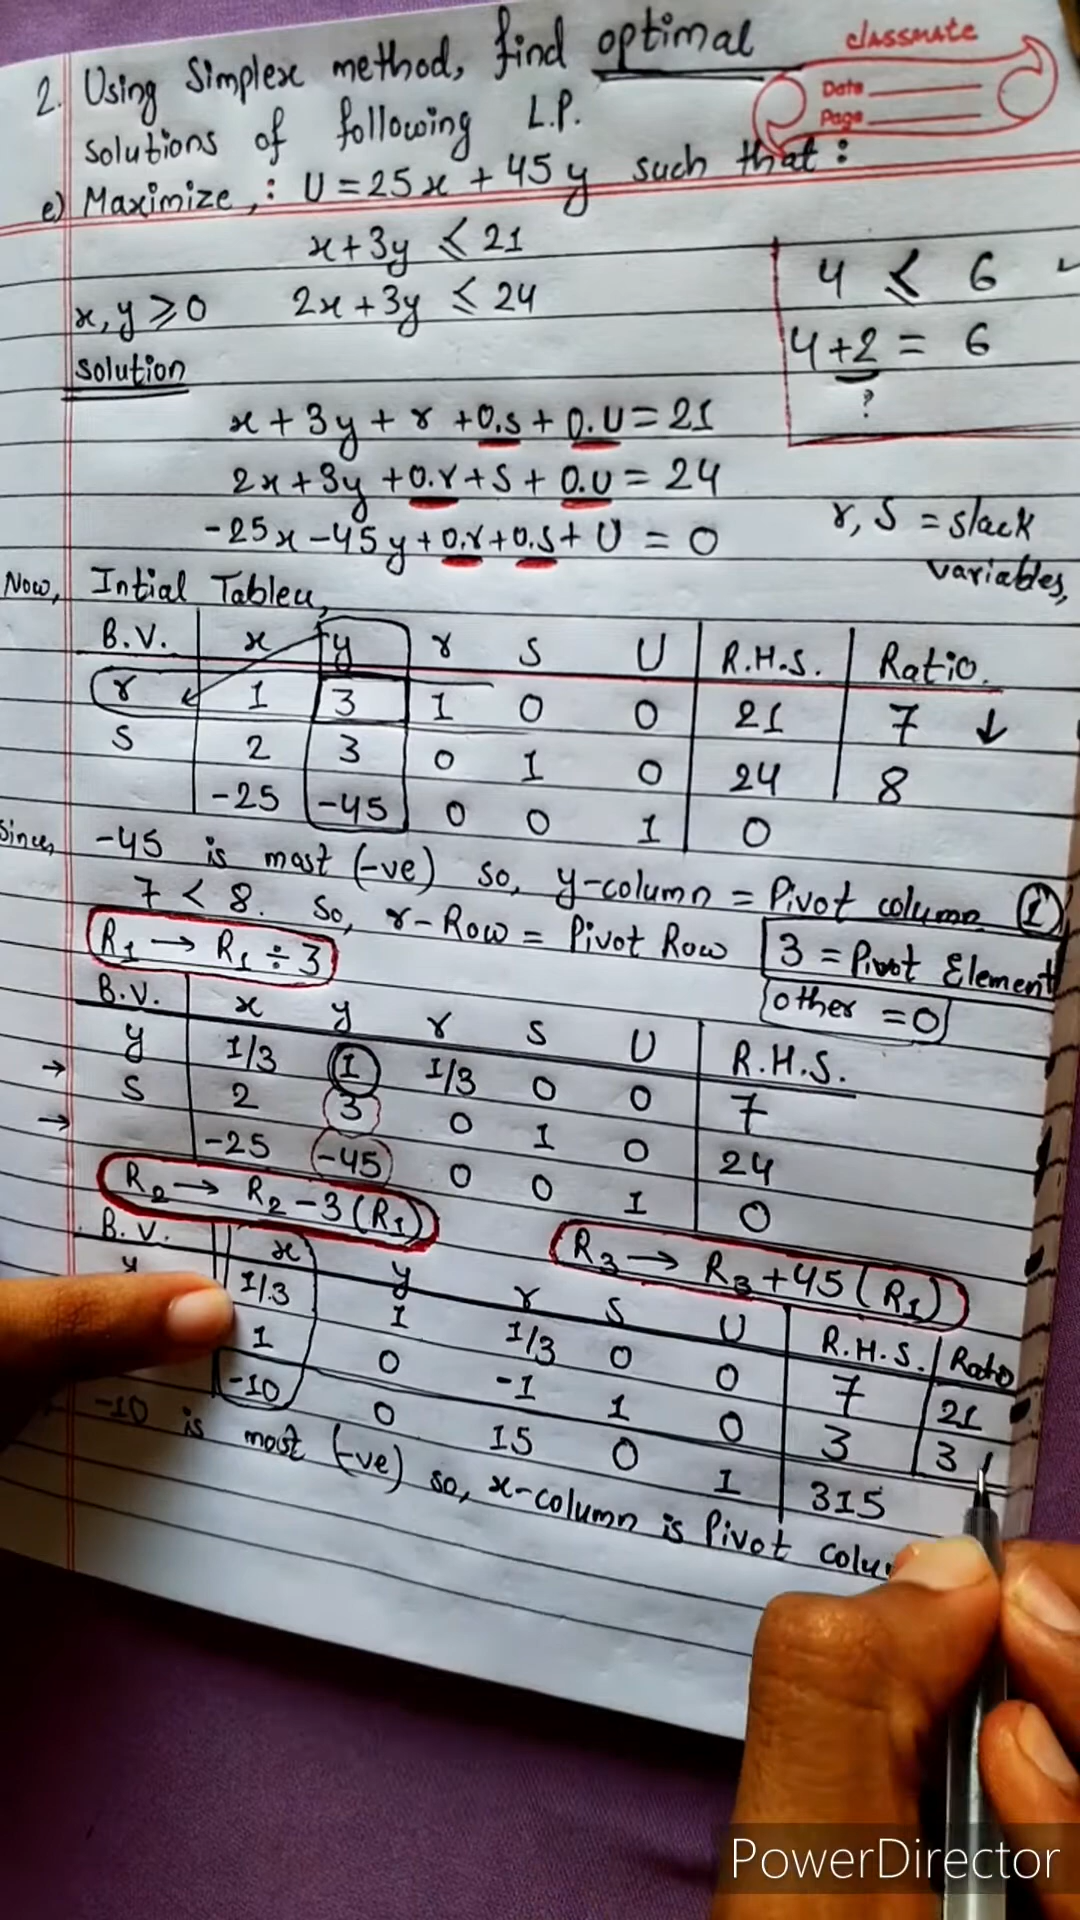 classmate
Date
Page
2. Using Simplex method, find optimal
solutions of following L.P.
e) Maximize,: U = 25x + 45y such that:
x + 3y ≤ 21
x, y ≥ 0 2x + 3y ≤ 24
4 ≤ 6
4+2 = 6
?
Solution
x + 3y + r + 0.s + 0.U = 21
2x + 3y + 0.r + s + 0.U = 24
-25x - 45y + 0.r + 0.s + U = 0
r, s = slack
variables,
Now, Intial Tableu,
B.V. x y r s U R.H.S. Ratio.
r 1 3 1 0 0 21 7 ↓
s 2 3 0 1 0 24 8
-25 -45 0 0 1 0
Since, -45 is most (-ve) so, y-column = Pivot column 1
7 < 8. So, r-Row = Pivot Row 3 = Pivot Element
R1 → R1 ÷ 3 other = 0
B.V. x y r s U R.H.S.
y 1/3 1 1/3 0 0 7
→ s 2 3 0 1 0 24
→ -25 -45 0 0 1 0
R2 → R2 - 3(R1) R3 → R3 + 45(R1)
B.V. x y r s U R.H.S. Ratio
y 1/3 1 1/3 0 0 7 21
1 0 -1 1 0 3 3
-10 0 15 0 1 315
-10 is most (-ve) so, x-column is Pivot
PowerDirector